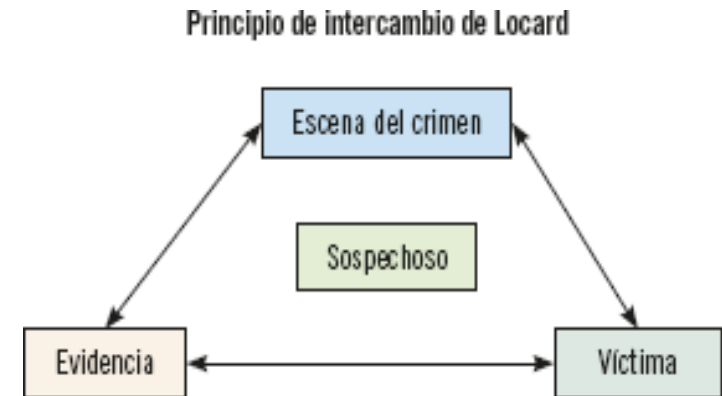 Principio de intercambio de Locard
Escena del crimen
Sospechoso
Evidencia
Víctima